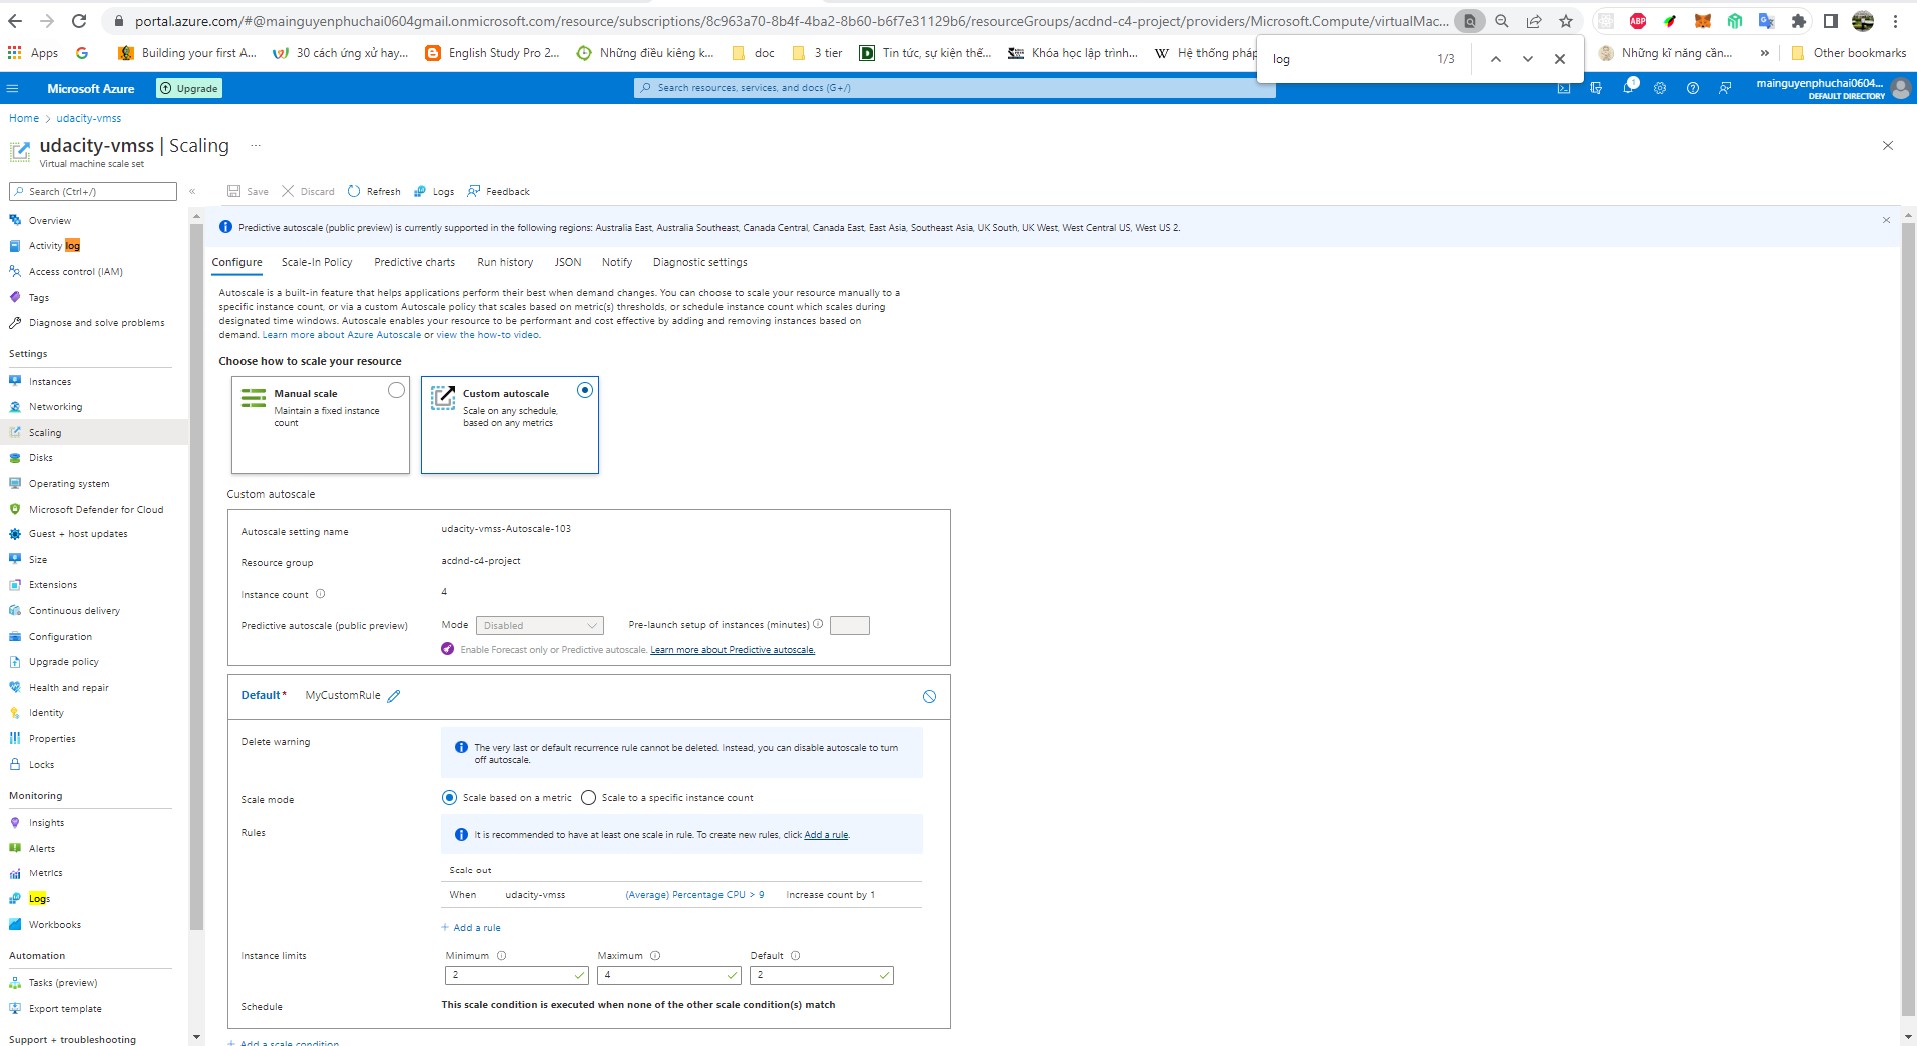 portal.azure.com/#@mainguyenphuchai0604gmail.onmicrosoft.com/resource/subscriptions/8c963a70-8b4f-4ba2-8b60-b6f7e31129b6/resourceGroups/acdnd-c4-project/providers/Microsoft.Compute/virtualMac...
ABP
Apps
Building your first A...
30 cách ứng xử hay...
English Study Pro 2...
Những điều kiêng k...
doc
3 tier
Tin tức, sự kiện thế...
Khóa học lập trình...
Hệ thống pháp
Những kĩ năng cần...
»
Other bookmarks
log 1/3
Microsoft Azure
Upgrade
Search resources, services, and docs (G+/)
1
mainguyenphuchai0604...
DEFAULT DIRECTORY
Home > udacity-vmss
udacity-vmss | Scaling ...
Virtual machine scale set
Search (Ctrl+/)
«
Save
Discard
Refresh
Logs
Feedback
Overview
Activity log
Access control (IAM)
Tags
Diagnose and solve problems
Settings
Instances
Networking
Scaling
Disks
Operating system
Microsoft Defender for Cloud
Guest + host updates
Size
Extensions
Continuous delivery
Configuration
Upgrade policy
Health and repair
Identity
Properties
Locks
Monitoring
Insights
Alerts
Metrics
Logs
Workbooks
Automation
Tasks (preview)
Export template
Support + troubleshooting
Predictive autoscale (public preview) is currently supported in the following regions: Australia East, Australia Southeast, Canada Central, Canada East, East Asia, Southeast Asia, UK South, UK West, West Central US, West US 2.
Configure
Scale-In Policy
Predictive charts
Run history
JSON
Notify
Diagnostic settings
Autoscale is a built-in feature that helps applications perform their best when demand changes. You can choose to scale your resource manually to a
specific instance count, or via a custom Autoscale policy that scales based on metric(s) thresholds, or schedule instance count which scales during
designated time windows. Autoscale enables your resource to be performant and cost effective by adding and removing instances based on
demand. Learn more about Azure Autoscale or view the how-to video.
Choose how to scale your resource
Manual scale
Maintain a fixed instance
count
Custom autoscale
Scale on any schedule,
based on any metrics
Custom autoscale
Autoscale setting name udacity-vmss-Autoscale-103
Resource group acdnd-c4-project
Instance count 4
Predictive autoscale (public preview) Mode Disabled Pre-launch setup of instances (minutes)
Enable Forecast only or Predictive autoscale. Learn more about Predictive autoscale.
Default* MyCustomRule
Delete warning
The very last or default recurrence rule cannot be deleted. Instead, you can disable autoscale to turn
off autoscale.
Scale mode Scale based on a metric Scale to a specific instance count
Rules It is recommended to have at least one scale in rule. To create new rules, click Add a rule.
Scale out
When udacity-vmss (Average) Percentage CPU > 9 Increase count by 1
+ Add a rule
Instance limits Minimum Maximum Default
2 4 2
Schedule This scale condition is executed when none of the other scale condition(s) match
+ Add a scale condition